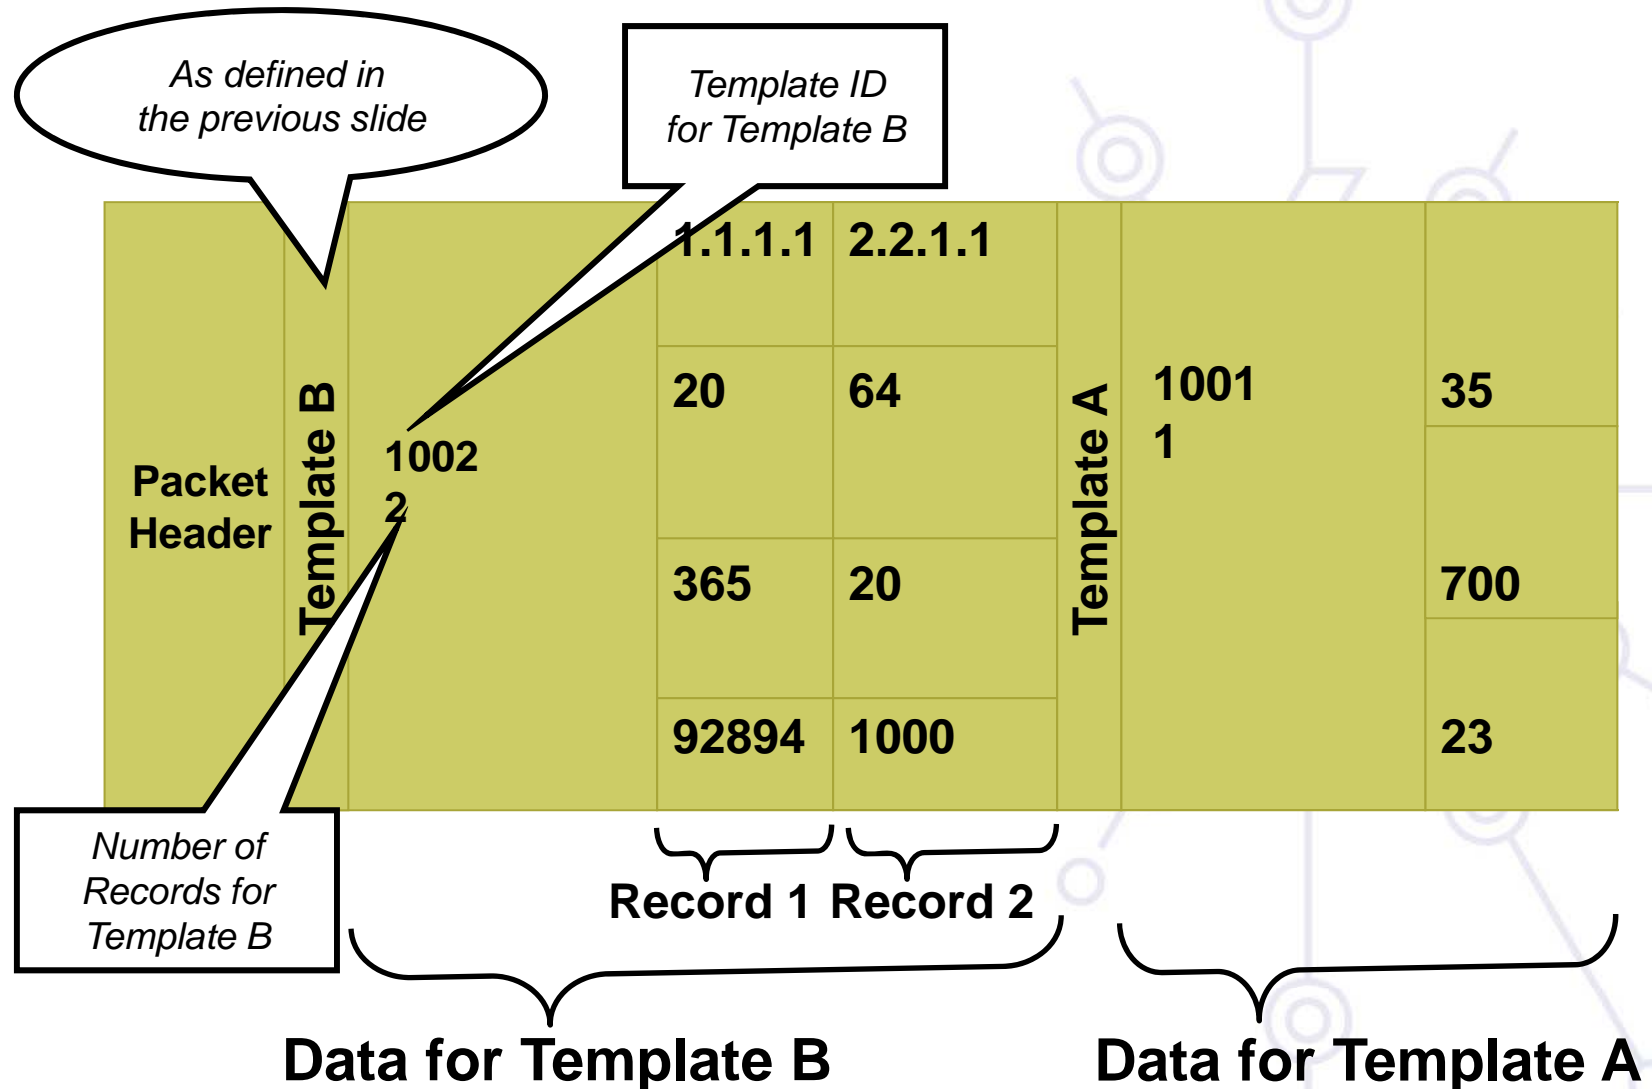 As defined in
the previous slide
Template ID
for Template B
Packet
Header
Template B
1002
2
1.1.1.1
2.2.1.1
20
64
365
20
92894
1000
Template A
1001
1
35
700
23
Number of
Records for
Template B
Record 1
Record 2
Data for Template B
Data for Template A